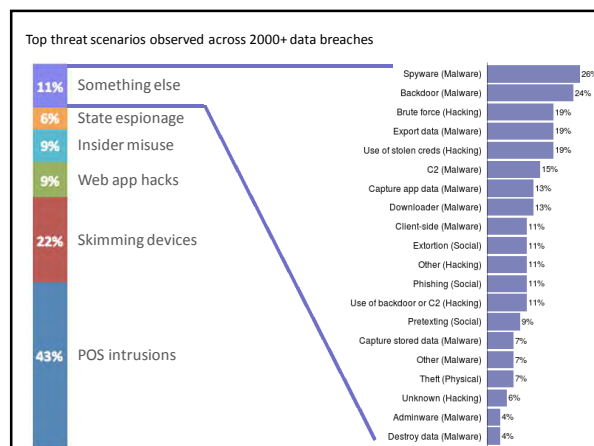 Top threat scenarios observed across 2000+ data breaches
11% Something else
6% State espionage
9% Insider misuse
9% Web app hacks
22% Skimming devices
43% POS intrusions
Spyware (Malware) 26%
Backdoor (Malware) 24%
Brute force (Hacking) 19%
Export data (Malware) 19%
Use of stolen creds (Hacking) 19%
C2 (Malware) 15%
Capture app data (Malware) 13%
Downloader (Malware) 13%
Client-side (Malware) 11%
Extortion (Social) 11%
Other (Hacking) 11%
Phishing (Social) 11%
Use of backdoor or C2 (Hacking) 11%
Pretexting (Social) 9%
Capture stored data (Malware) 7%
Other (Malware) 7%
Theft (Physical) 7%
Unknown (Hacking) 6%
Adminware (Malware) 4%
Destroy data (Malware) 4%